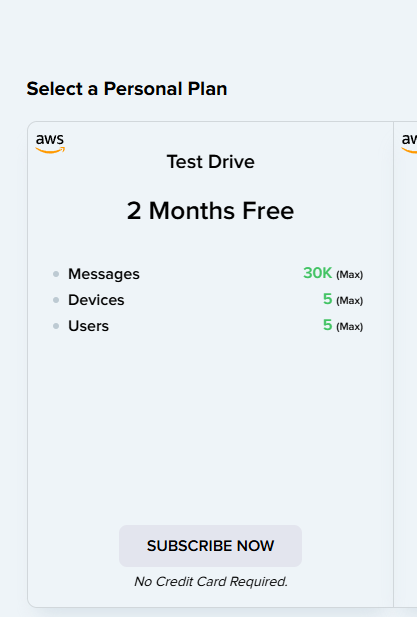 Select a Personal Plan
aws
Test Drive
2 Months Free
Messages 30K (Max)
Devices 5 (Max)
Users 5 (Max)
SUBSCRIBE NOW
No Credit Card Required.